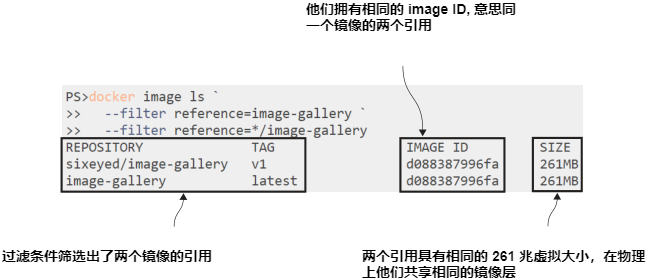 他们拥有相同的 image ID, 意思同
一个镜像的两个引用
PS>docker image ls `
>>   --filter reference=image-gallery `
>>   --filter reference=*/image-gallery
REPOSITORY TAG IMAGE ID SIZE
sixeyed/image-gallery v1 d088387996fa 261MB
image-gallery latest d088387996fa 261MB
过滤条件筛选出了两个镜像的引用
两个引用具有相同的 261 兆虚拟大小，在物理
上他们共享相同的镜像层